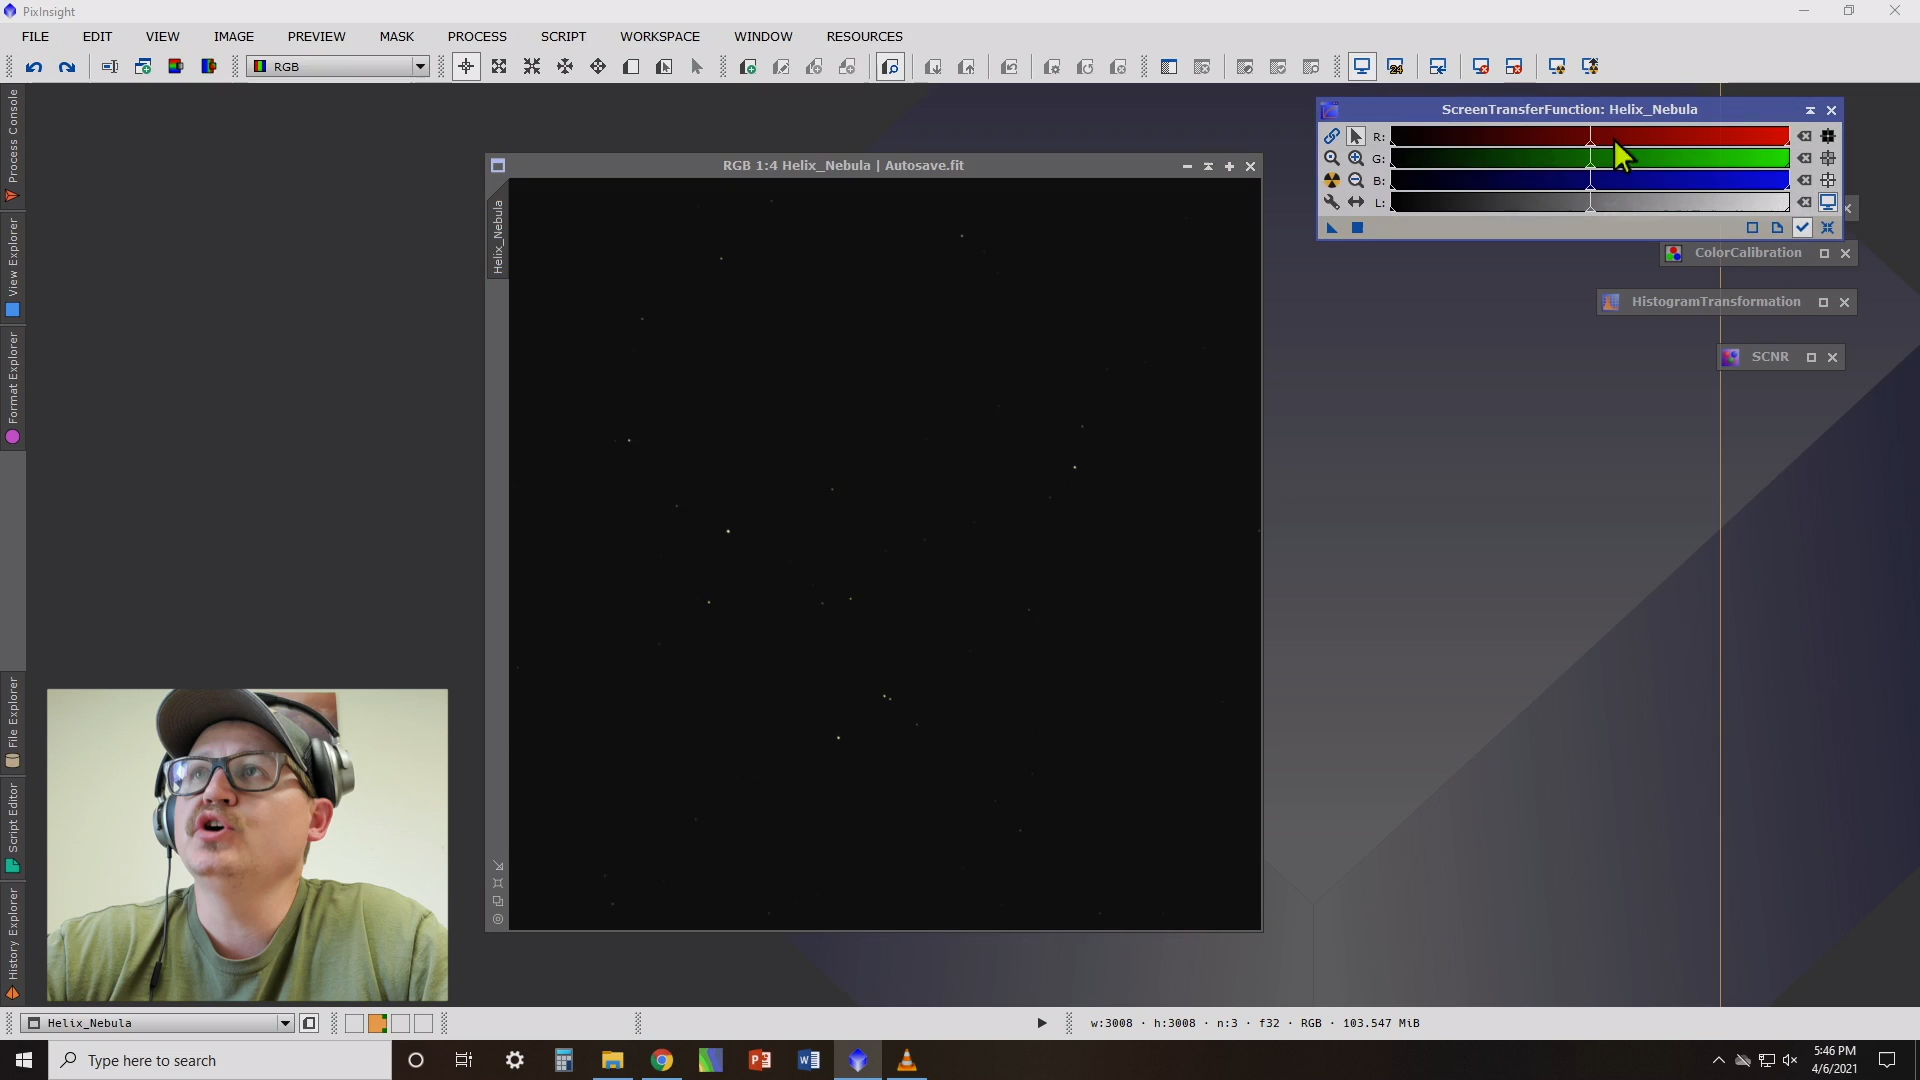 PixInsight
FILE EDIT VIEW IMAGE PREVIEW MASK PROCESS SCRIPT WORKSPACE WINDOW RESOURCES
RGB
24
Process Console
View Explorer
Format Explorer
File Explorer
Script Editor
History Explorer
RGB 1:4 Helix_Nebula | Autosave.fit
Helix_Nebula
ScreenTransferFunction: Helix_Nebula
R:
G:
B:
L:
ColorCalibration
HistogramTransformation
SCNR
Helix_Nebula
w:3008 · h:3008 · n:3 · f32 · RGB · 103.547 MiB
Type here to search
5:46 PM
4/6/2021